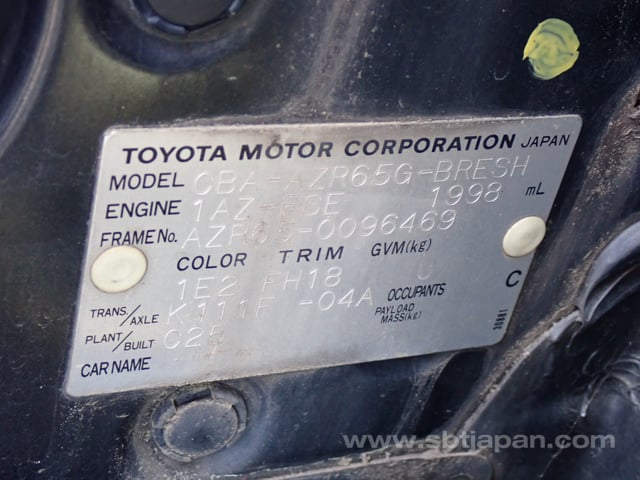 TOYOTA MOTOR CORPORATION JAPAN
MODEL CBA-AZR65G-BRESH
ENGINE 1AZ-FSE 1998 mL
FRAME No. AZR65-0096469
COLOR TRIM GVM(kg)
1E2 FH18
TRANS./AXLE K111F -04A OCCUPANTS C
PLANT/BUILT C25 PAYLOAD MASS(kg)
CAR NAME
30861
www.sbtjapan.com